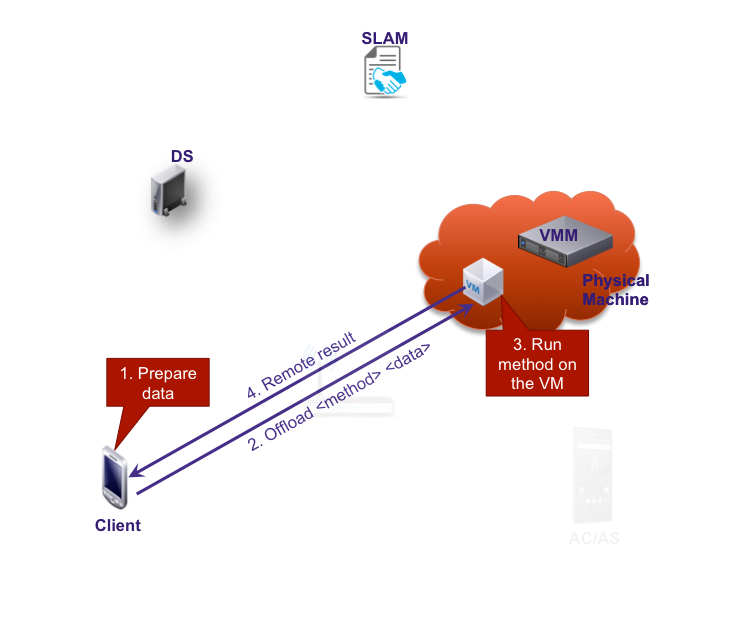 SLAM
DS
VMM
Physical
Machine
VM
3. Run
method on
the VM
4. Remote result
2. Offload <method> <data>
1. Prepare
data
Client
AC/AS